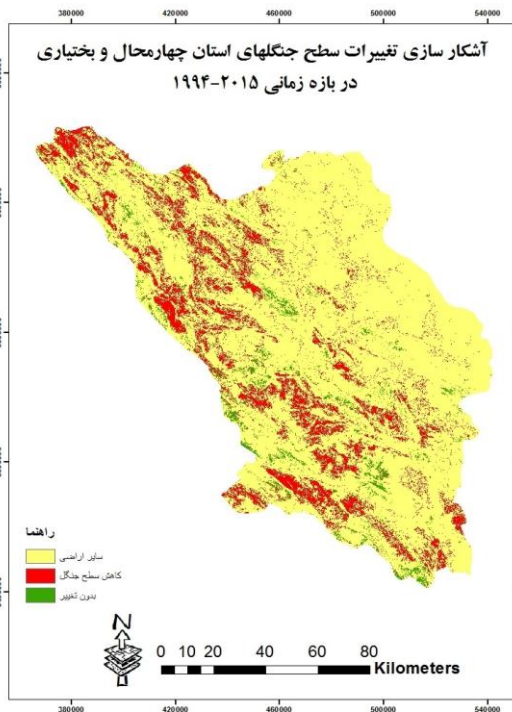 380000 420000 460000 500000 540000
آشکار سازی تغییرات سطح جنگلهای استان چهارمحال و بختیاری
در بازه زمانی ۲۰۱۵-۱۹۹۴
راهنما
سایر اراضی
کاهش سطح جنگل
بدون تغییر
N
0 10 20 40 60 80
Kilometers
380000 420000 460000 500000 540000